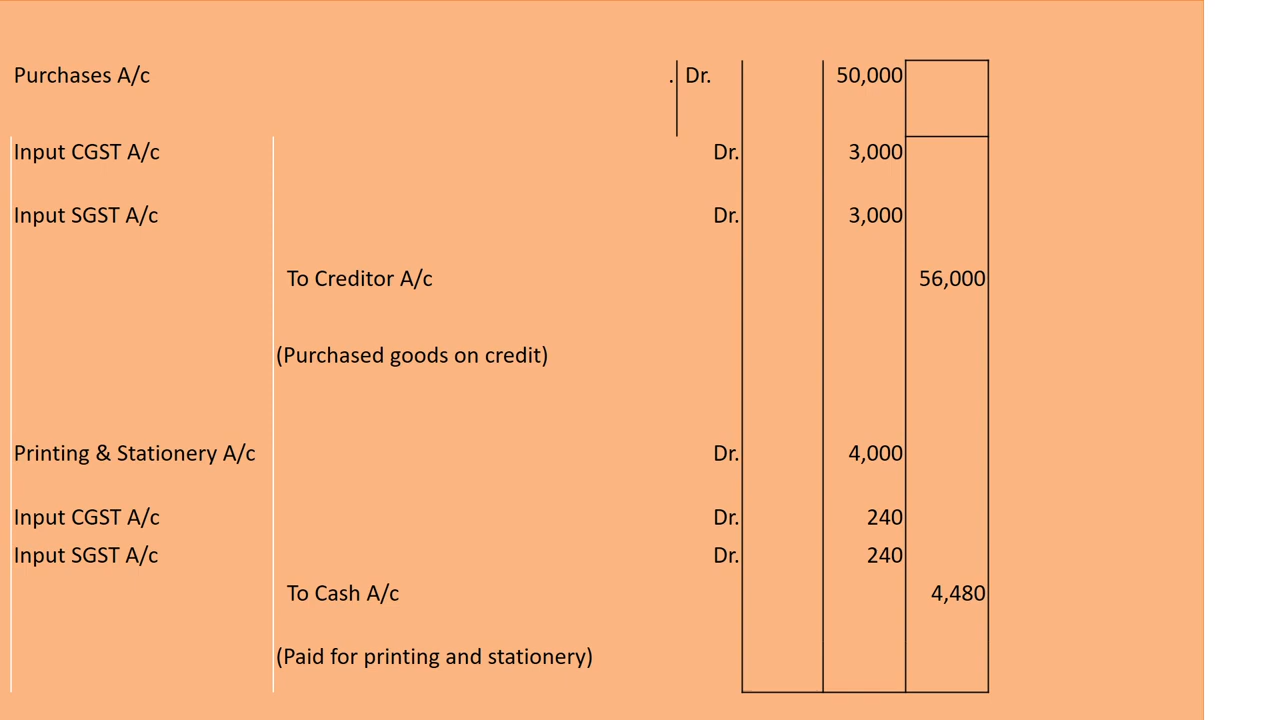 Purchases A/c . Dr. 50,000
Input CGST A/c Dr. 3,000
Input SGST A/c Dr. 3,000
To Creditor A/c 56,000
(Purchased goods on credit)
Printing & Stationery A/c Dr. 4,000
Input CGST A/c Dr. 240
Input SGST A/c Dr. 240
To Cash A/c 4,480
(Paid for printing and stationery)